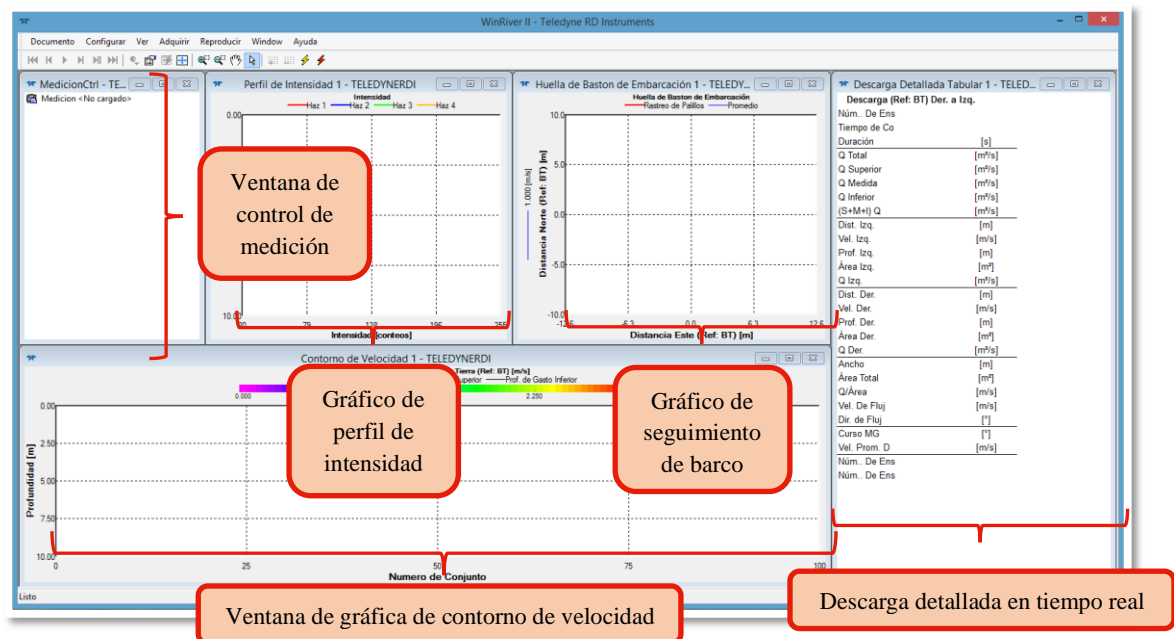 WinRiver II - Teledyne RD Instruments
Documento Configurar Ver Adquirir Reproducir Window Ayuda
MedicionCtrl - TE...
Medicion <No cargado>
Ventana de
control de
medición
Perfil de Intensidad 1 - TELEDYNERDI
Intensidad
Haz 1 Haz 2 Haz 3 Haz 4
0.00
10.00
79 195 255
Intensidad [conteos]
Gráfico de
perfil de
intensidad
Huella de Baston de Embarcación 1 - TELEDY...
Huella de Baston de Embarcación
Rastreo de Palillos Promedio
1.000 [m/s]
Distancia Norte (Ref: BT) [m]
10.0
5.0
0.0
-5.0
-10.0
-12.6 -6.3 0.0 6.3 12.6
Distancia Este (Ref: BT) [m]
Gráfico de
seguimiento
de barco
Descarga Detallada Tabular 1 - TELED...
Descarga (Ref: BT) Der. a Izq.
Núm.. De Ens
Tiempo de Co
Duración [s]
Q Total [m³/s]
Q Superior [m³/s]
Q Medida [m³/s]
Q Inferior [m³/s]
(S+M+I) Q [m³/s]
Dist. Izq. [m]
Vel. Izq. [m/s]
Prof. Izq. [m]
Área Izq. [m²]
Q Izq. [m³/s]
Dist. Der. [m]
Vel. Der. [m/s]
Prof. Der. [m]
Área Der. [m²]
Q Der. [m³/s]
Ancho [m]
Área Total [m²]
Q/Área [m/s]
Vel. De Fluj [m/s]
Dir. de Fluj [°]
Curso MG [°]
Vel. Prom. D [m/s]
Núm.. De Ens
Núm.. De Ens
Descarga detallada en tiempo real
Contorno de Velocidad 1 - TELEDYNERDI
Tierra (Ref: BT) [m/s]
Prof. de Gasto Inferior
0.000 2.250
Profundidad [m]
0.00
2.50
5.00
7.50
10.00
0 25 50 75 100
Numero de Conjunto
Ventana de gráfica de contorno de velocidad
Listo